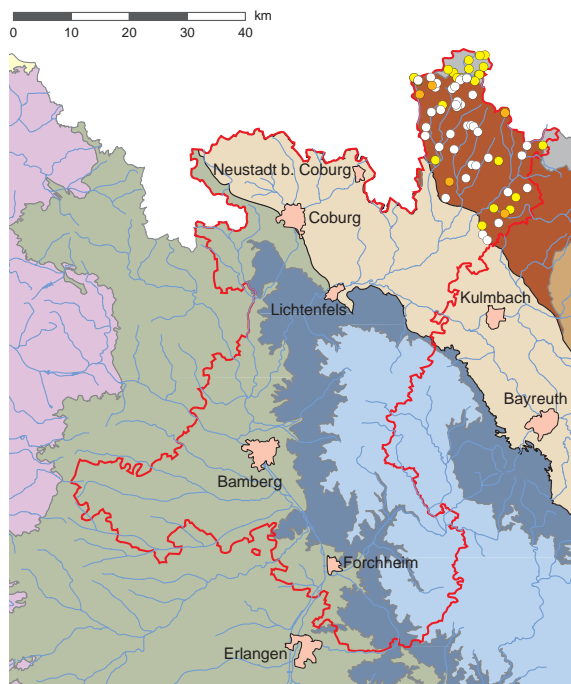 km
0 10 20 30 40
Neustadt b. Coburg
Coburg
Lichtenfels
Kulmbach
Bayreuth
Bamberg
Forchheim
Erlangen